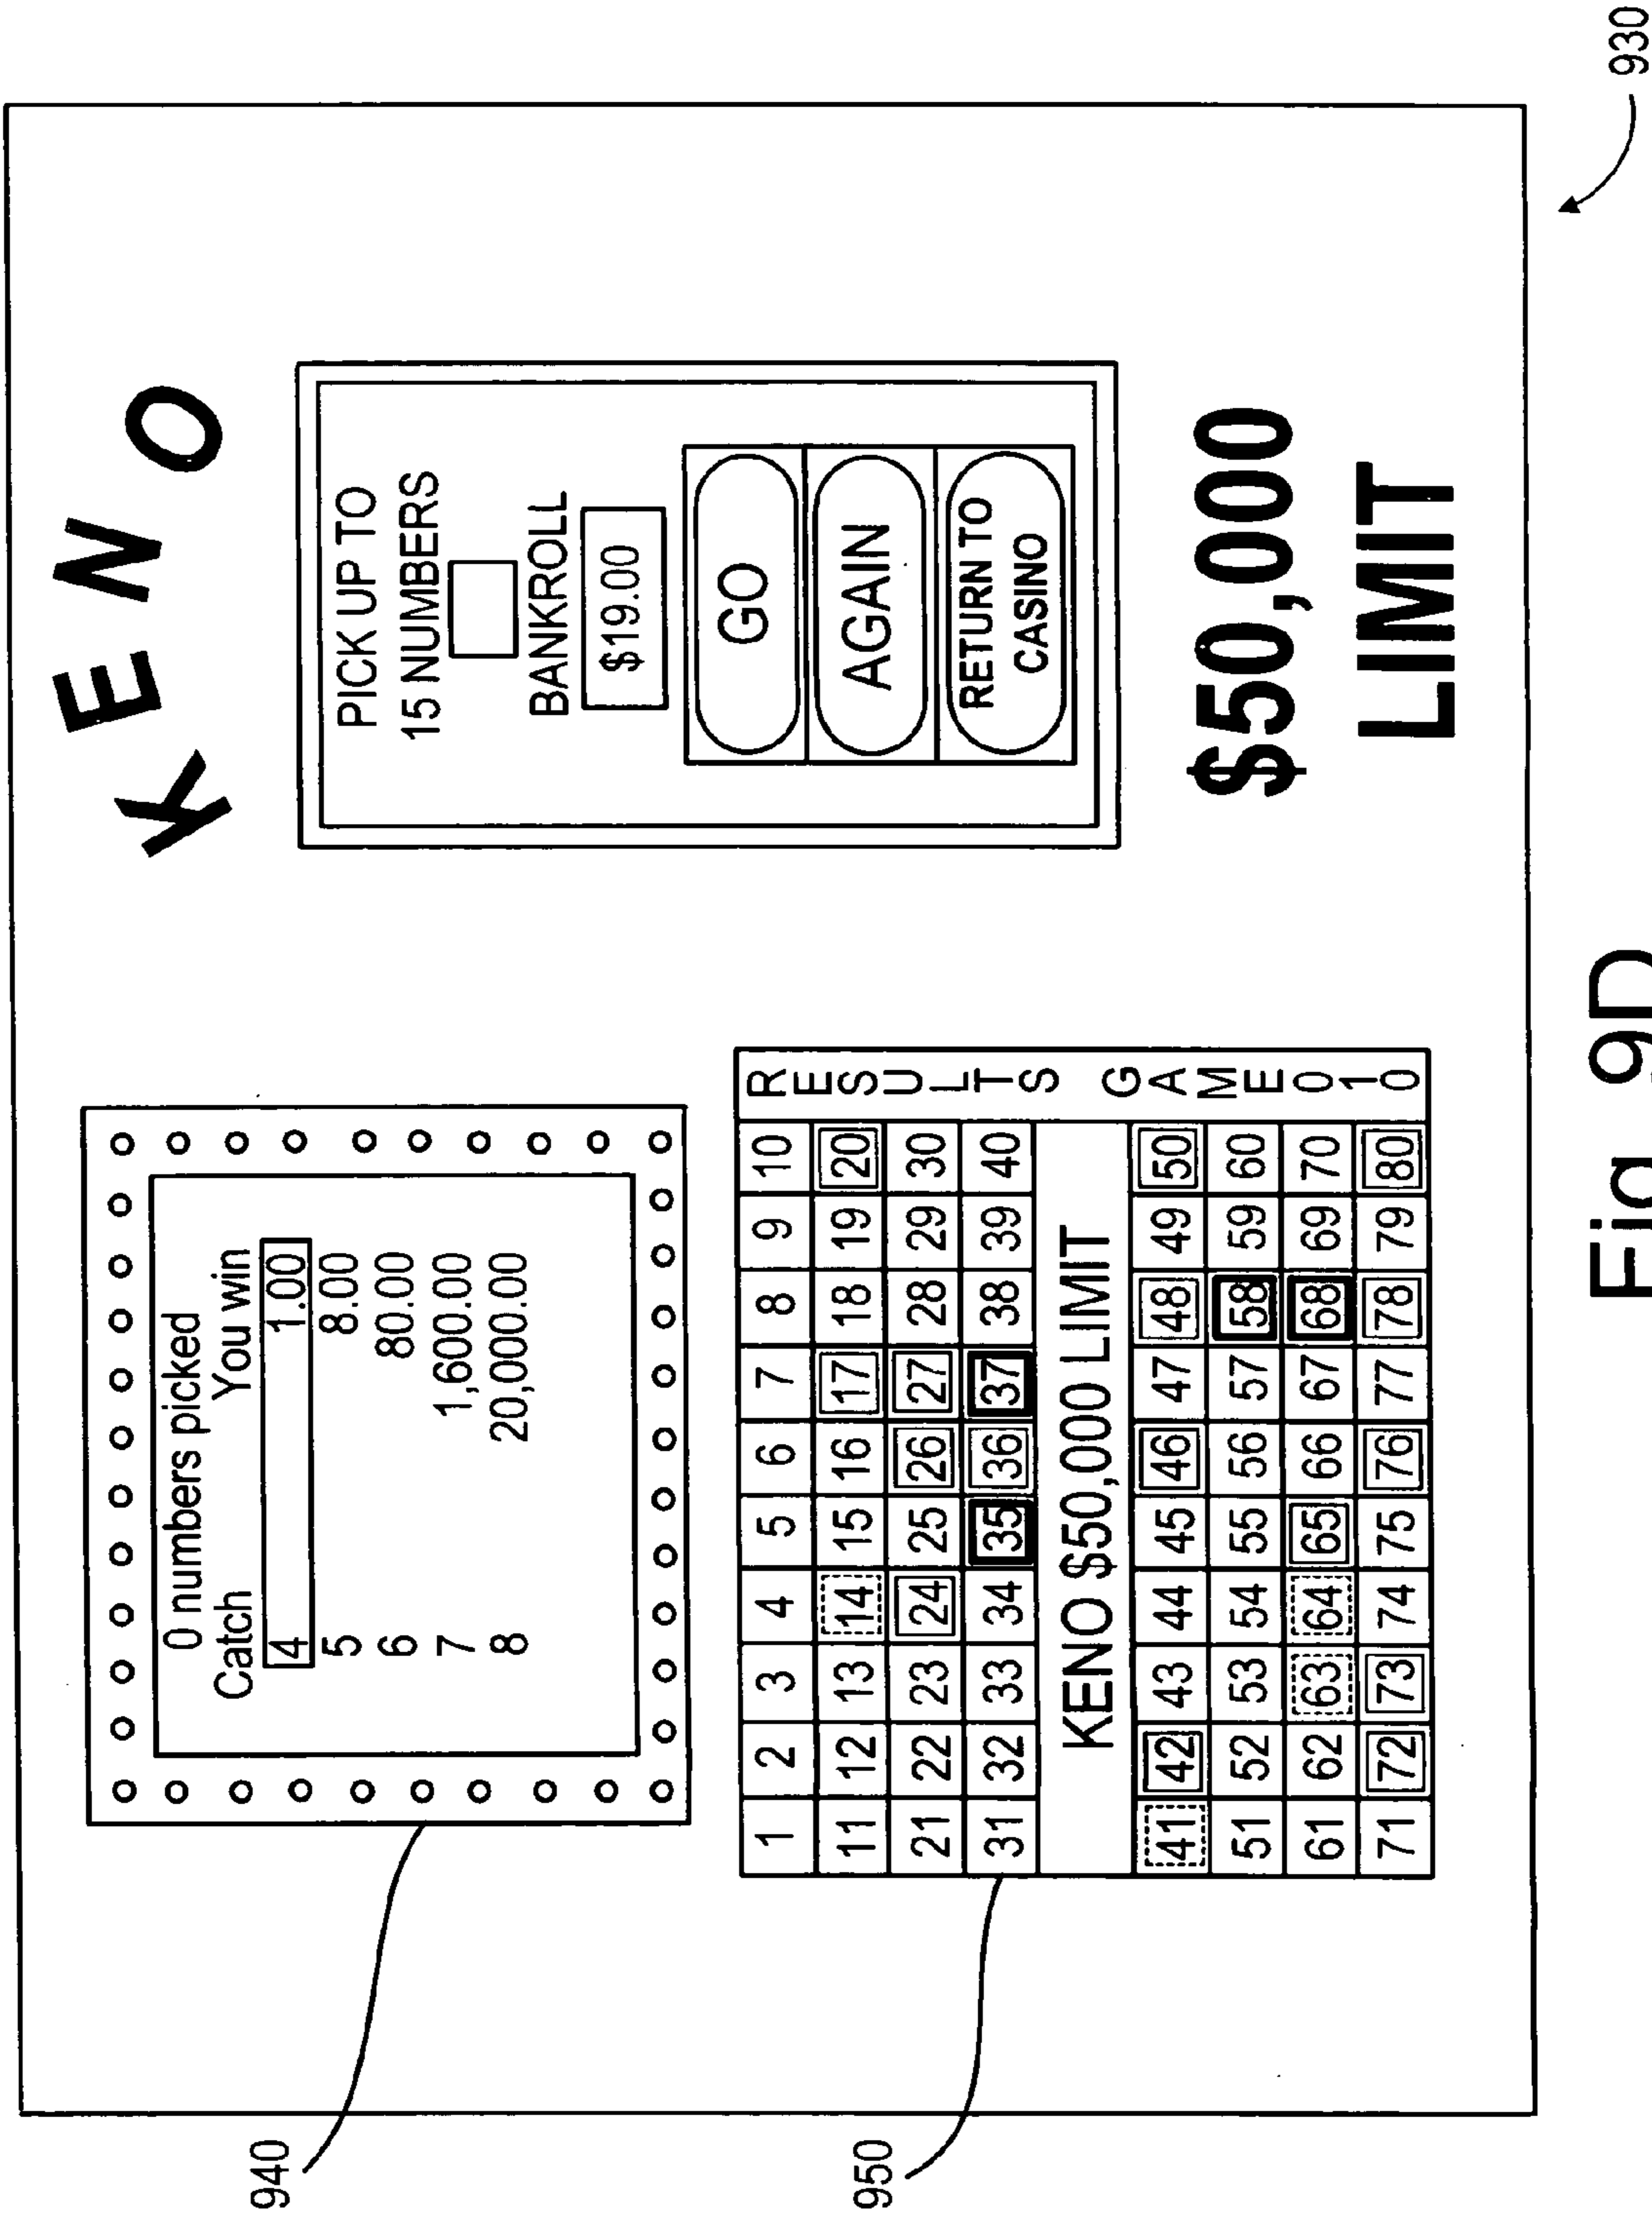 KENO
940
0 numbers picked
Catch You win
4 1.00
5 8.00
6 80.00
7 1,600.00
8 20,000.00
PICK UP TO
15 NUMBERS
BANKROLL
$19.00
GO
AGAIN
RETURN TO
CASINO
$50,000
LIMIT
950
1 2 3 4 5 6 7 8 9 10
11 12 13 14 15 16 17 18 19 20
21 22 23 24 25 26 27 28 29 30
31 32 33 34 35 36 37 38 39 40
KENO $50,000 LIMIT
41 42 43 44 45 46 47 48 49 50
51 52 53 54 55 56 57 58 59 60
61 62 63 64 65 66 67 68 69 70
71 72 73 74 75 76 77 78 79 80
RESULTS GAME 010
930
Fig 9D